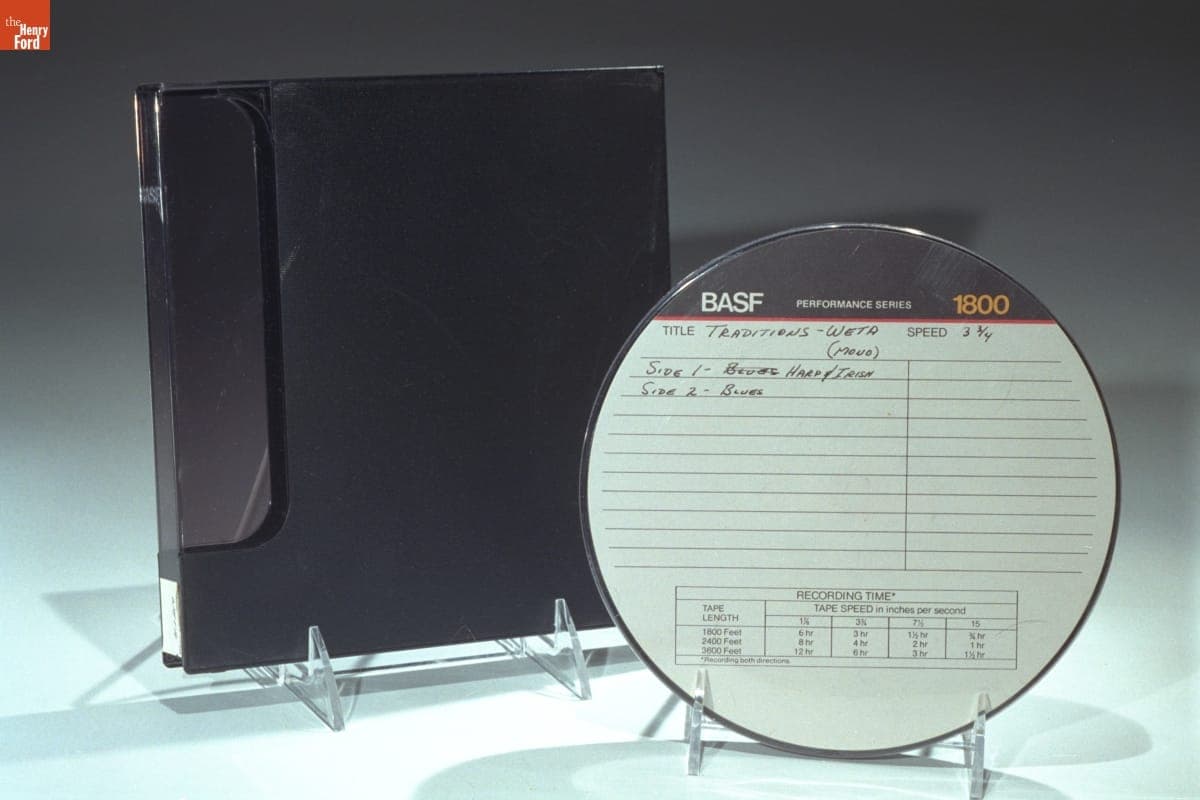 the
Henry
Ford
BASF
BASF PERFORMANCE SERIES 1800
TITLE TRADITIONS - WETA SPEED 3 3/4
(MONO)
SIDE 1 - BLUES HARP & IRISH
SIDE 2 - BLUES
RECORDING TIME*
TAPE LENGTH TAPE SPEED in inches per second
1⅞ 3¾ 7½ 15
1800 Feet 6 hr 3 hr 1½ hr ¾ hr
2400 Feet 8 hr 4 hr 2 hr 1 hr
3600 Feet 12 hr 6 hr 3 hr 1½ hr
*Recording both directions.